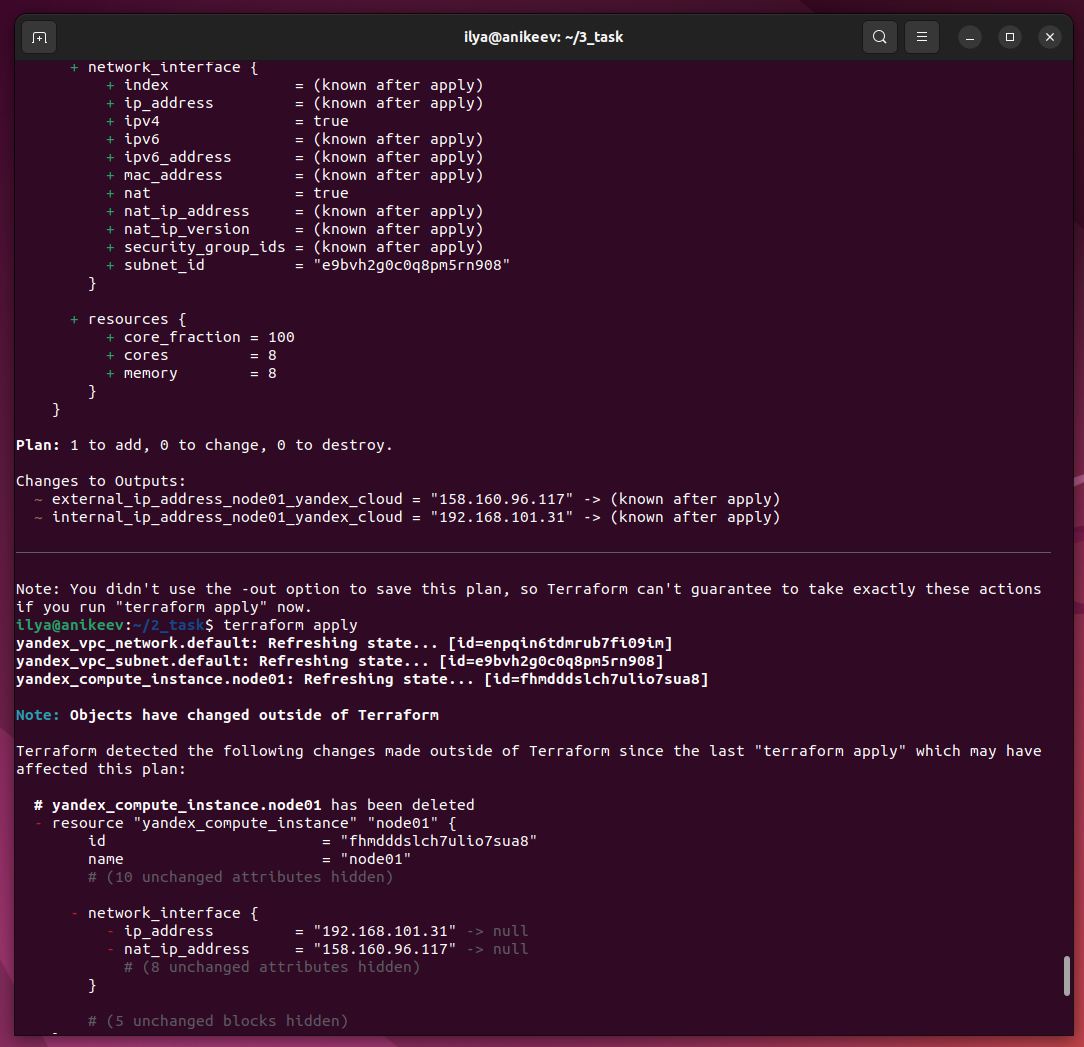 ilya@anikeev: ~/3_task
+ network_interface {
+ index = (known after apply)
+ ip_address = (known after apply)
+ ipv4 = true
+ ipv6 = (known after apply)
+ ipv6_address = (known after apply)
+ mac_address = (known after apply)
+ nat = true
+ nat_ip_address = (known after apply)
+ nat_ip_version = (known after apply)
+ security_group_ids = (known after apply)
+ subnet_id = "e9bvh2g0c0q8pm5rn908"
}
+ resources {
+ core_fraction = 100
+ cores = 8
+ memory = 8
}
}
Plan: 1 to add, 0 to change, 0 to destroy.
Changes to Outputs:
~ external_ip_address_node01_yandex_cloud = "158.160.96.117" -> (known after apply)
~ internal_ip_address_node01_yandex_cloud = "192.168.101.31" -> (known after apply)
Note: You didn't use the -out option to save this plan, so Terraform can't guarantee to take exactly these actions
if you run "terraform apply" now.
ilya@anikeev:~/2_task$ terraform apply
yandex_vpc_network.default: Refreshing state... [id=enpqin6tdmrub7fi09im]
yandex_vpc_subnet.default: Refreshing state... [id=e9bvh2g0c0q8pm5rn908]
yandex_compute_instance.node01: Refreshing state... [id=fhmdddslch7ulio7sua8]
Note: Objects have changed outside of Terraform
Terraform detected the following changes made outside of Terraform since the last "terraform apply" which may have
affected this plan:
# yandex_compute_instance.node01 has been deleted
- resource "yandex_compute_instance" "node01" {
id = "fhmdddslch7ulio7sua8"
name = "node01"
# (10 unchanged attributes hidden)
- network_interface {
- ip_address = "192.168.101.31" -> null
- nat_ip_address = "158.160.96.117" -> null
# (8 unchanged attributes hidden)
}
# (5 unchanged blocks hidden)